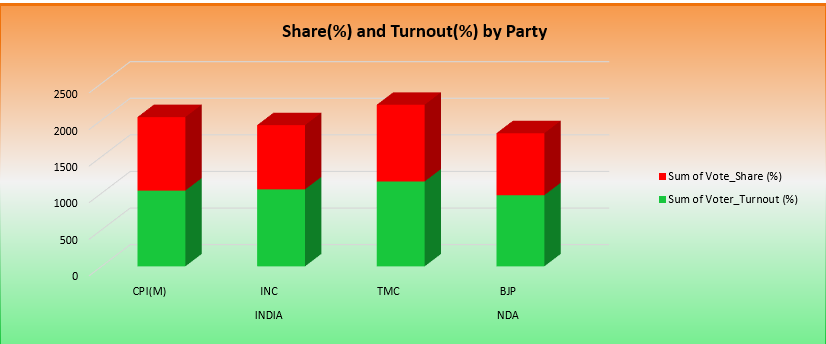 Share(%) and Turnout(%) by Party
2500
2000
1500
1000
500
0
CPI(M) INC TMC BJP
INDIA NDA
Sum of Vote_Share (%)
Sum of Voter_Turnout (%)